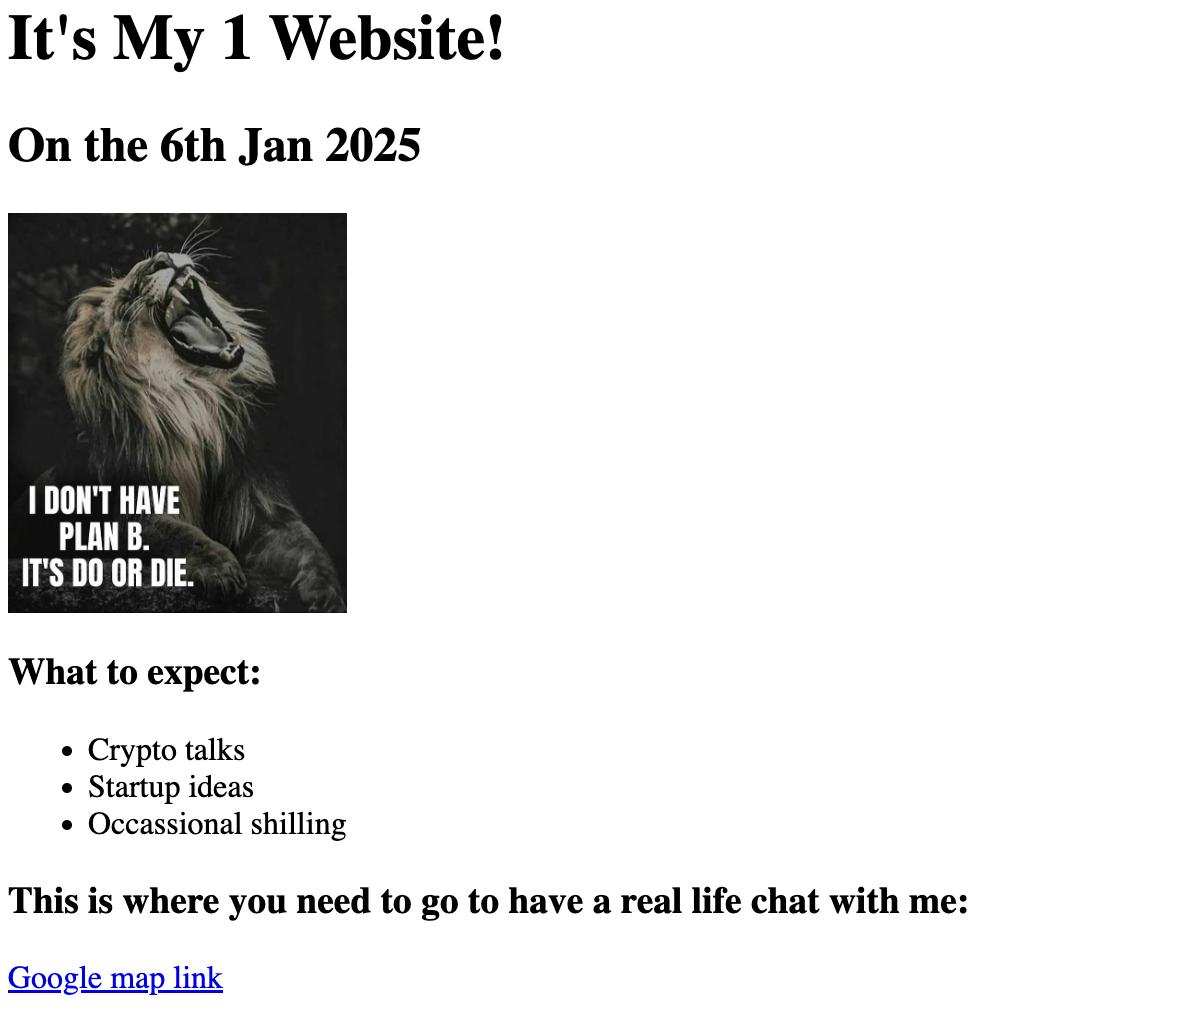 It's My 1 Website!
On the 6th Jan 2025
I DON'T HAVE
PLAN B.
IT'S DO OR DIE.
What to expect:
Crypto talks
Startup ideas
Occassional shilling
This is where you need to go to have a real life chat with me:
Google map link